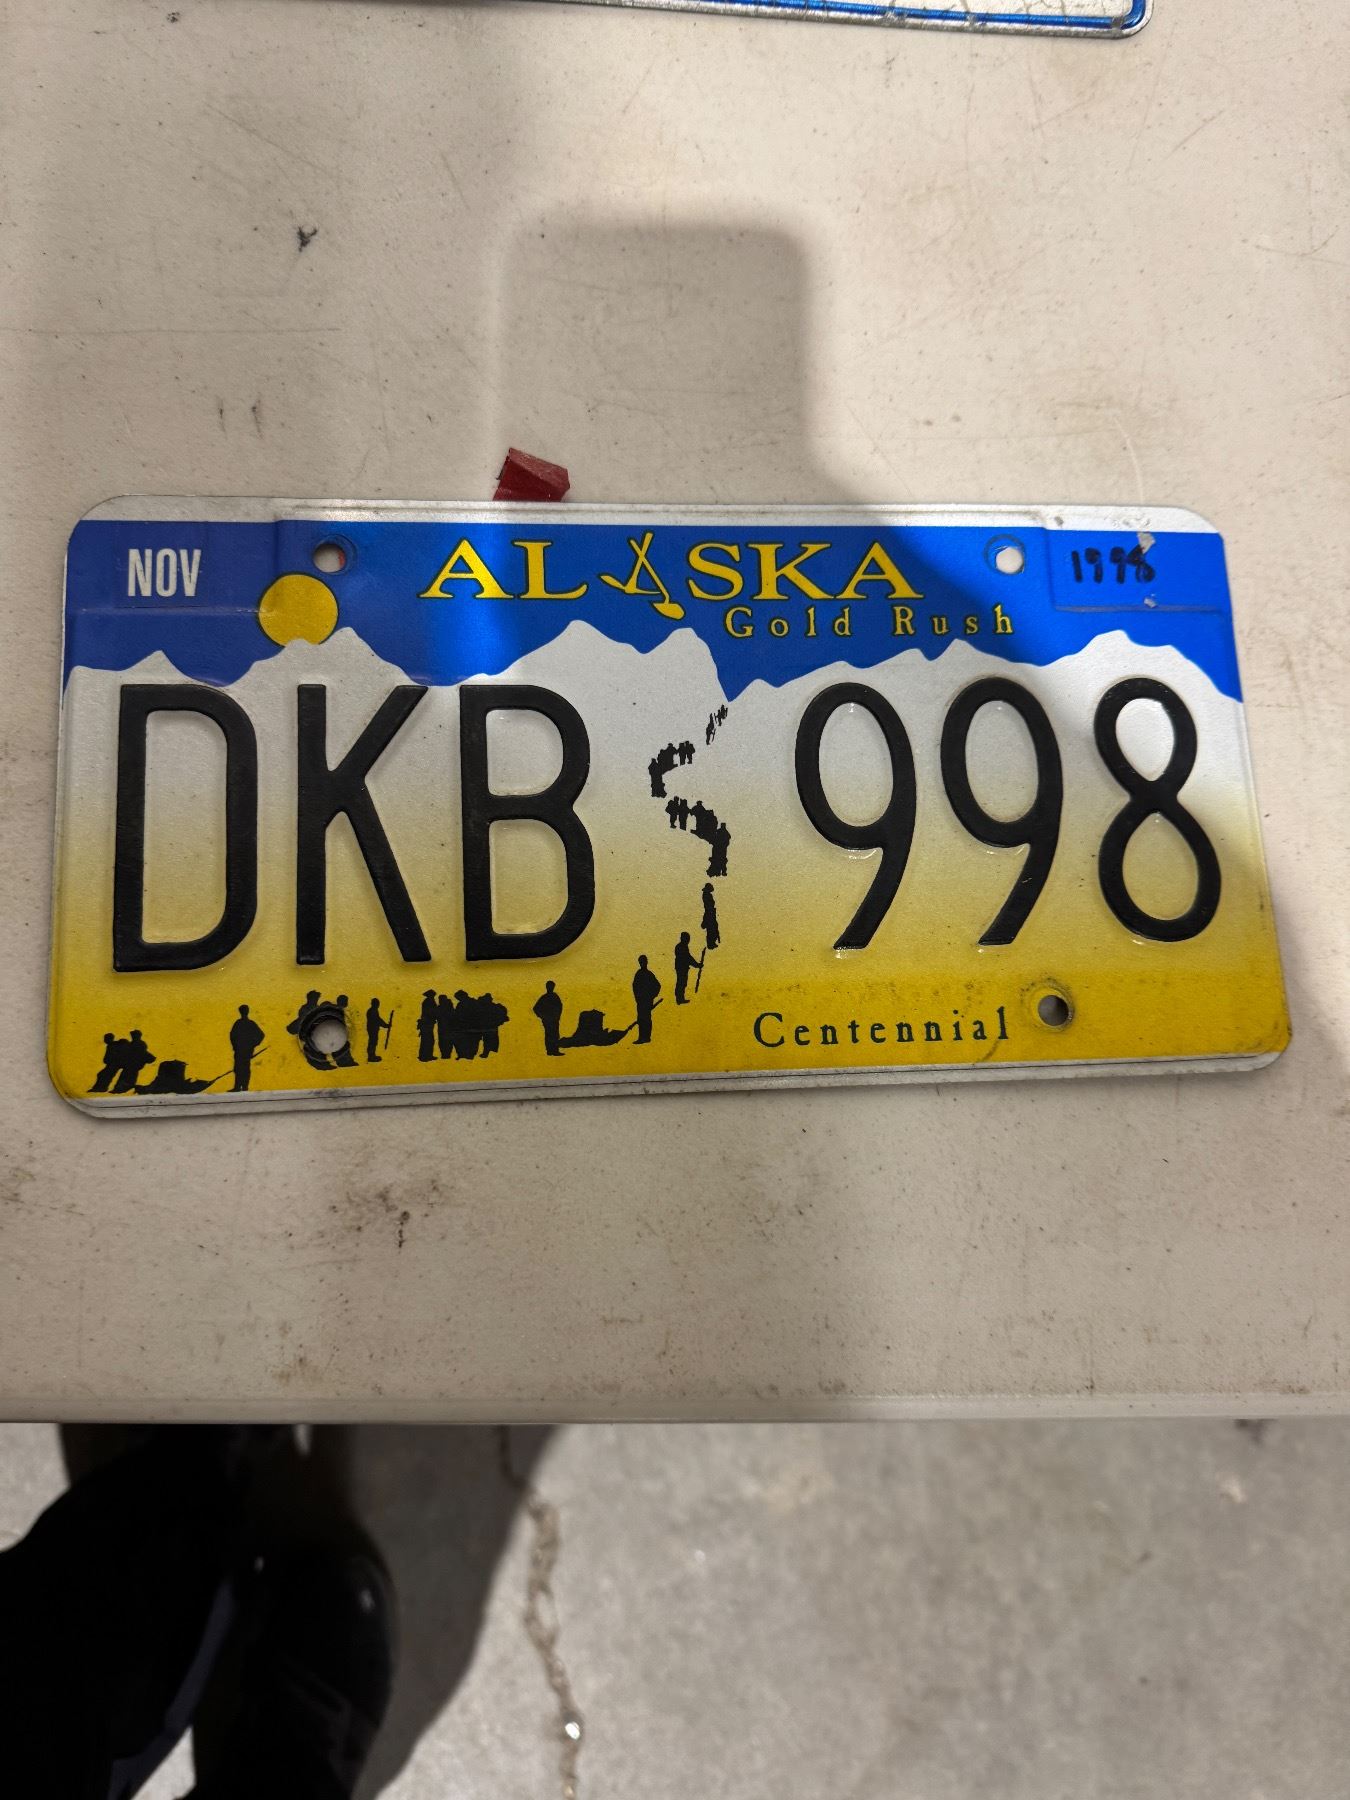 NOV
ALASKA
1998
Gold Rush
DKB 998
Centennial